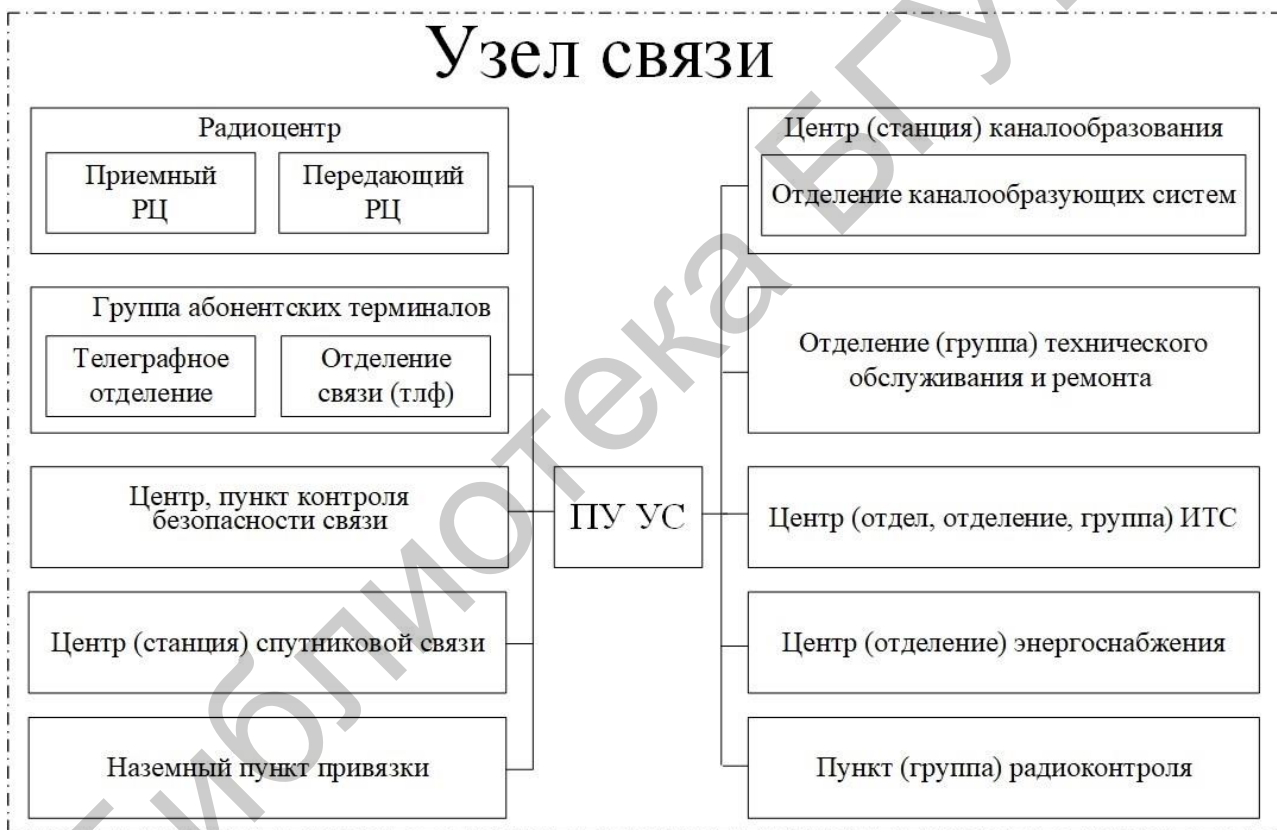 Узел связи
Радиоцентр
Приемный
РЦ
Передающий
РЦ
Группа абонентских терминалов
Телеграфное
отделение
Отделение
связи (тлф)
Центр, пункт контроля
безопасности связи
Центр (станция) спутниковой связи
Наземный пункт привязки
ПУ УС
Центр (станция) каналообразования
Отделение каналообразующих систем
Отделение (группа) технического
обслуживания и ремонта
Центр (отдел, отделение, группа) ИТС
Центр (отделение) энергоснабжения
Пункт (группа) радиоконтроля